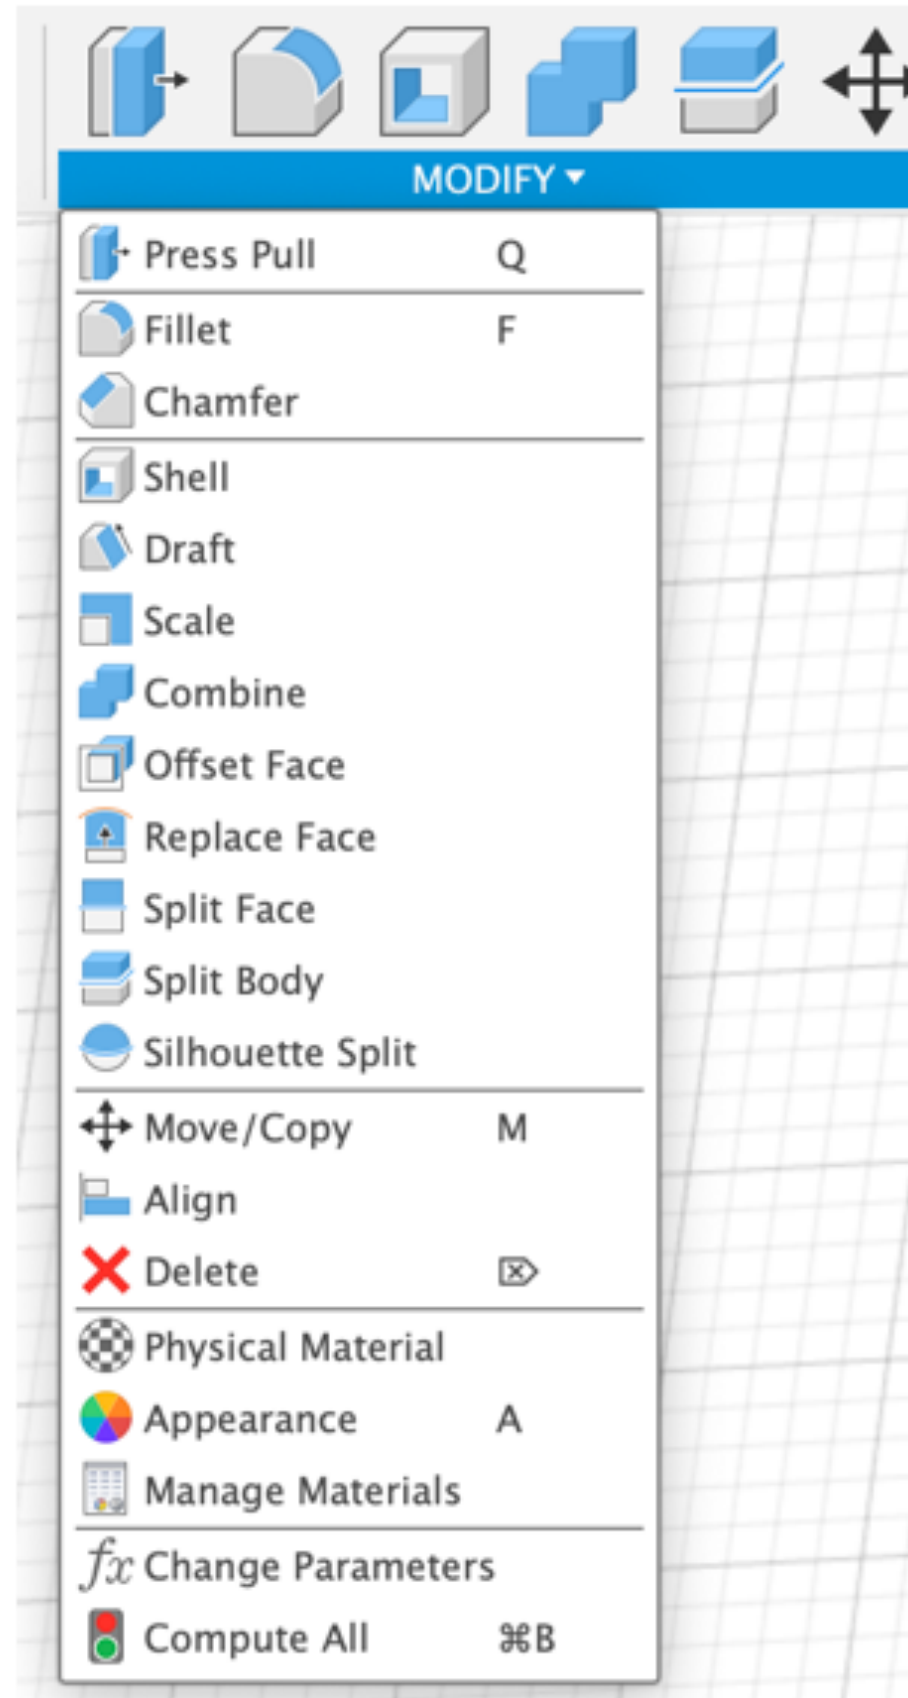 MODIFY
Press Pull Q
Fillet F
Chamfer
Shell
Draft
Scale
Combine
Offset Face
Replace Face
Split Face
Split Body
Silhouette Split
Move/Copy M
Align
Delete ⌦
Physical Material
Appearance A
Manage Materials
fx Change Parameters
Compute All ⌘B